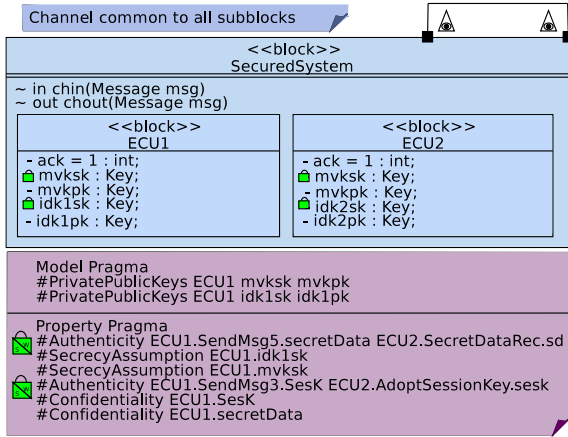 Channel common to all subblocks
<<block>>
SecuredSystem
~ in chin(Message msg)
~ out chout(Message msg)
<<block>>
ECU1
- ack = 1 : int;
mvksk : Key;
- mvkpk : Key;
idk1sk : Key;
- idk1pk : Key;
<<block>>
ECU2
- ack = 1 : int;
mvksk : Key;
- mvkpk : Key;
idk2sk : Key;
- idk2pk : Key;
Model Pragma
#PrivatePublicKeys ECU1 mvksk mvkpk
#PrivatePublicKeys ECU1 idk1sk idk1pk
Property Pragma
#Authenticity ECU1.SendMsg5.secretData ECU2.SecretDataRec.sd
#SecrecyAssumption ECU1.idk1sk
#SecrecyAssumption ECU1.mvksk
#Authenticity ECU1.SendMsg3.SesK ECU2.AdoptSessionKey.sesk
#Confidentiality ECU1.SesK
#Confidentiality ECU1.secretData